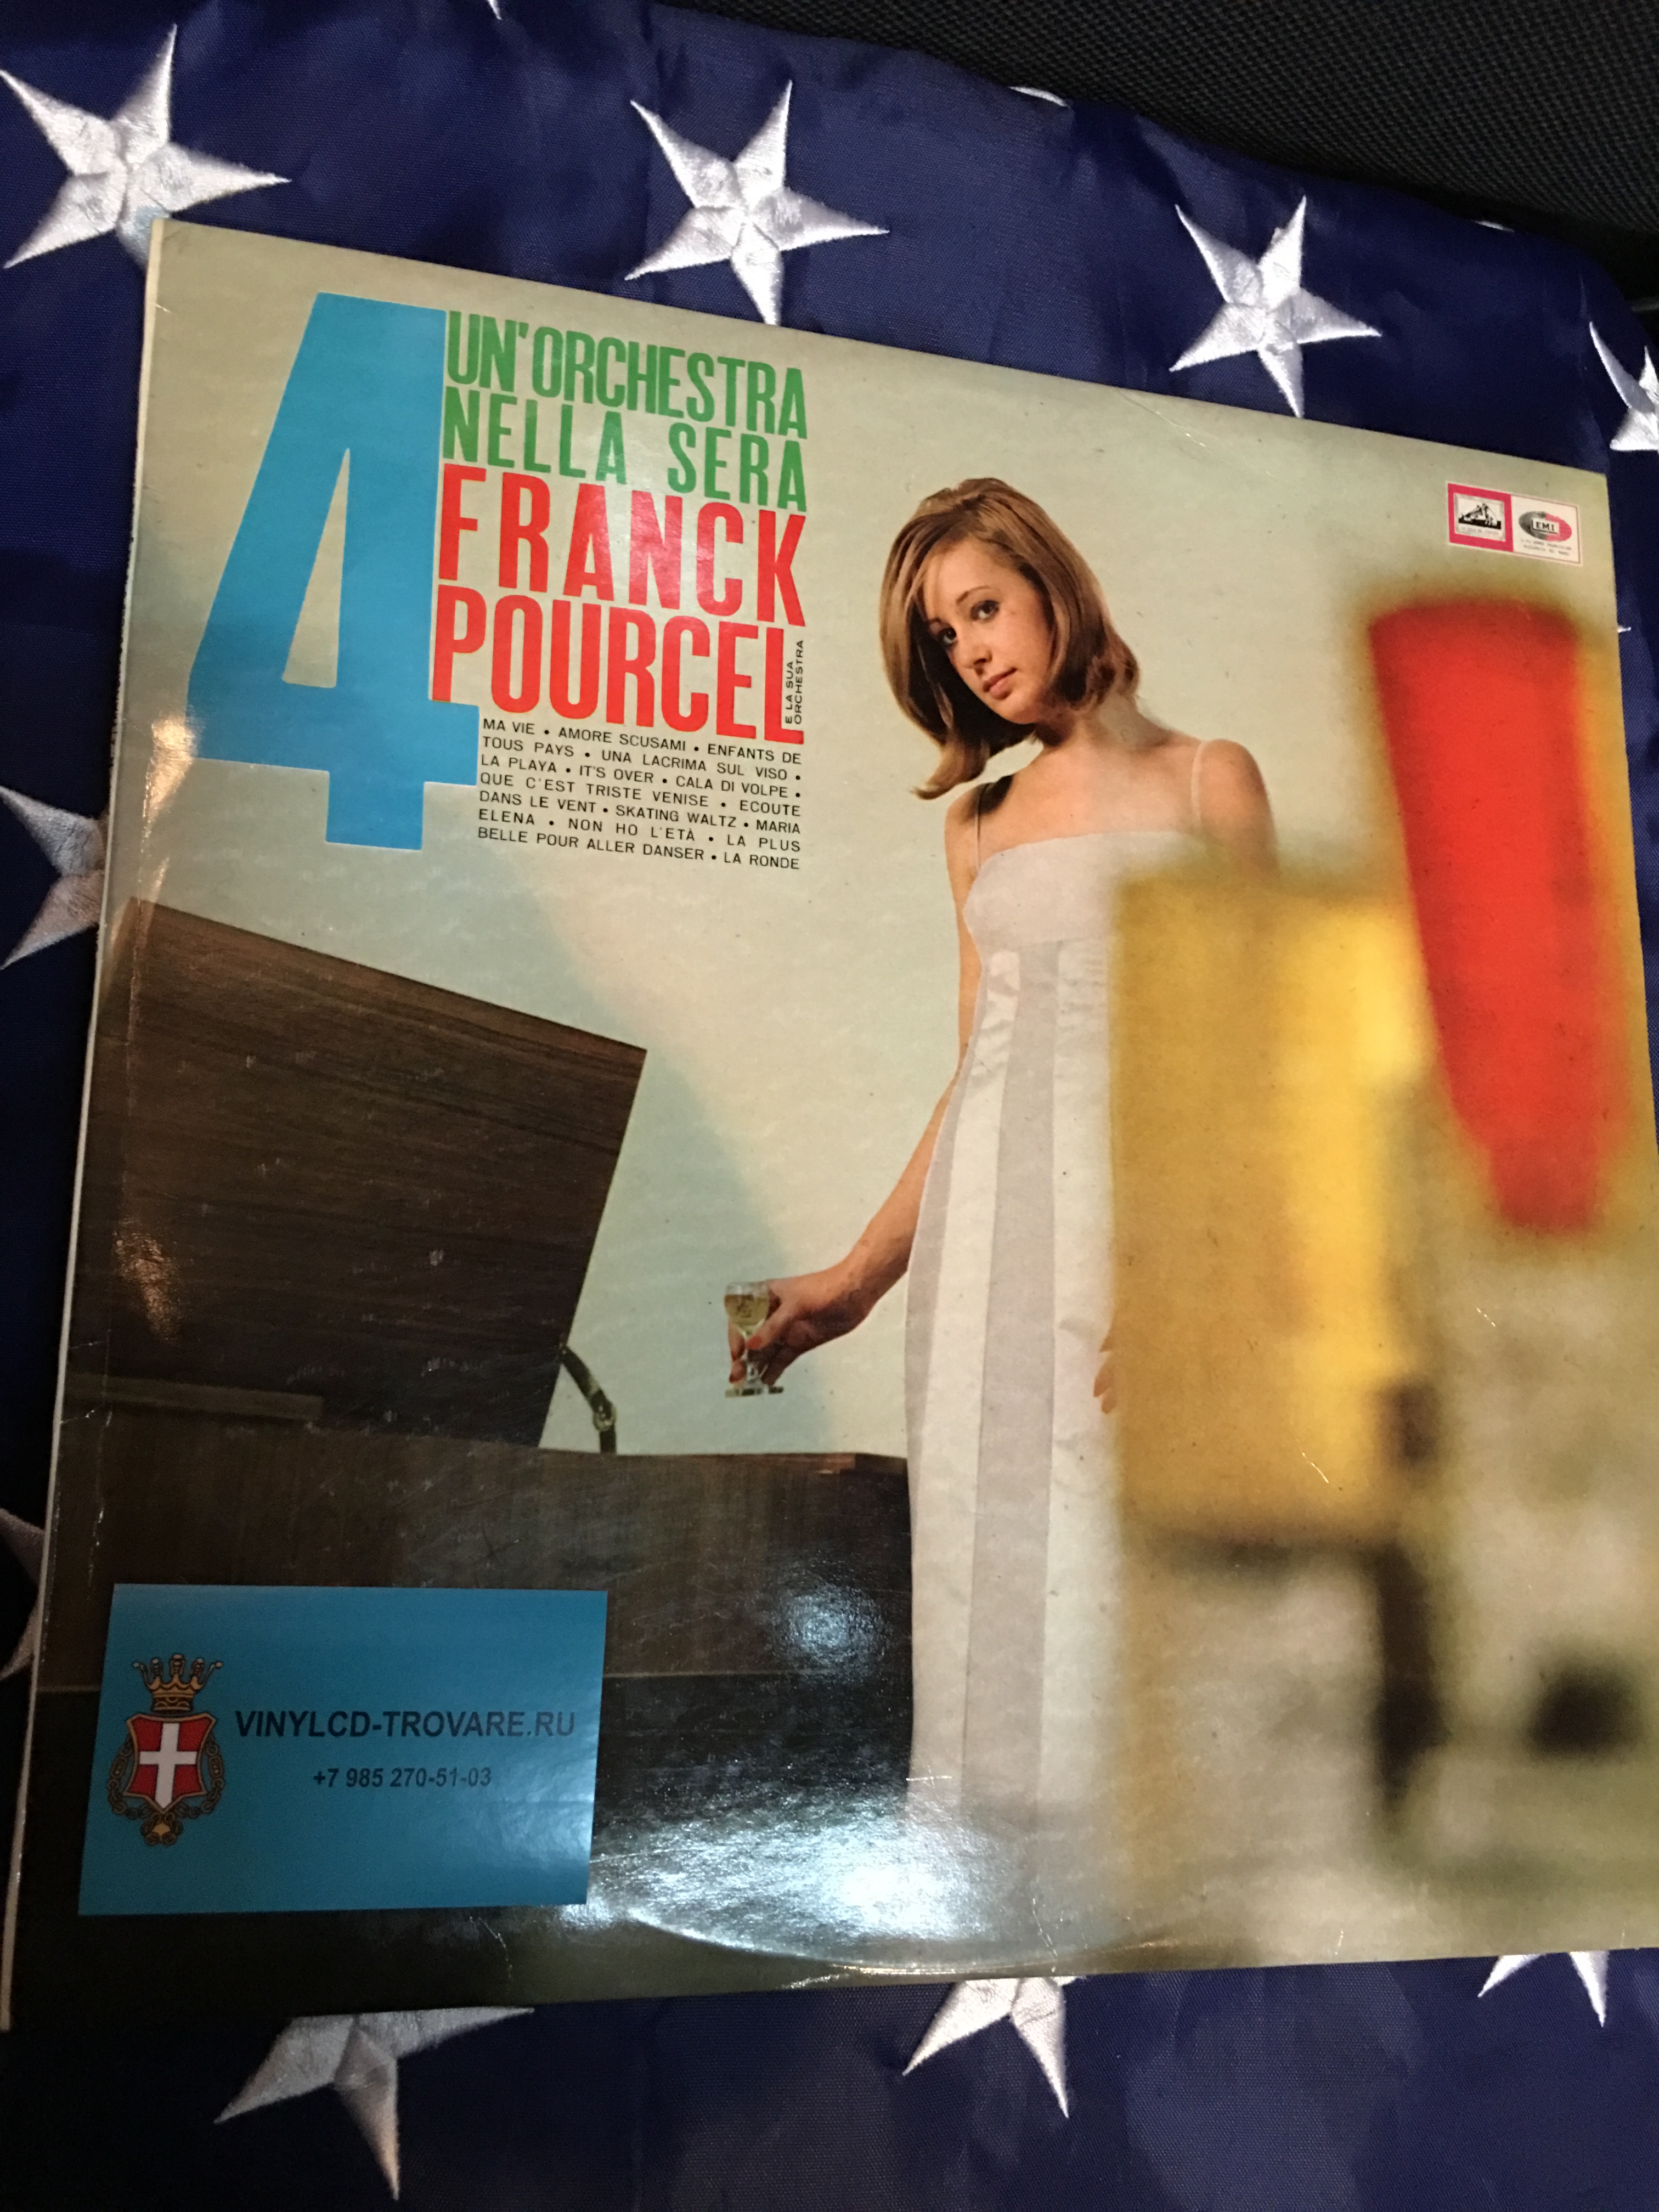 4
UN'ORCHESTRA
NELLA SERA
FRANCK
POURCEL
E LA SUA
ORCHESTRA
MA VIE • AMORE SCUSAMI • ENFANTS DE
TOUS PAYS • UNA LACRIMA SUL VISO •
LA PLAYA • IT'S OVER • CALA DI VOLPE •
QUE C'EST TRISTE VENISE • ECOUTE
DANS LE VENT • SKATING WALTZ • MARIA
ELENA • NON HO L'ETÀ • LA PLUS
BELLE POUR ALLER DANSER • LA RONDE
EMI
VINYLCD-TROVARE.RU
+7 985 270-51-03